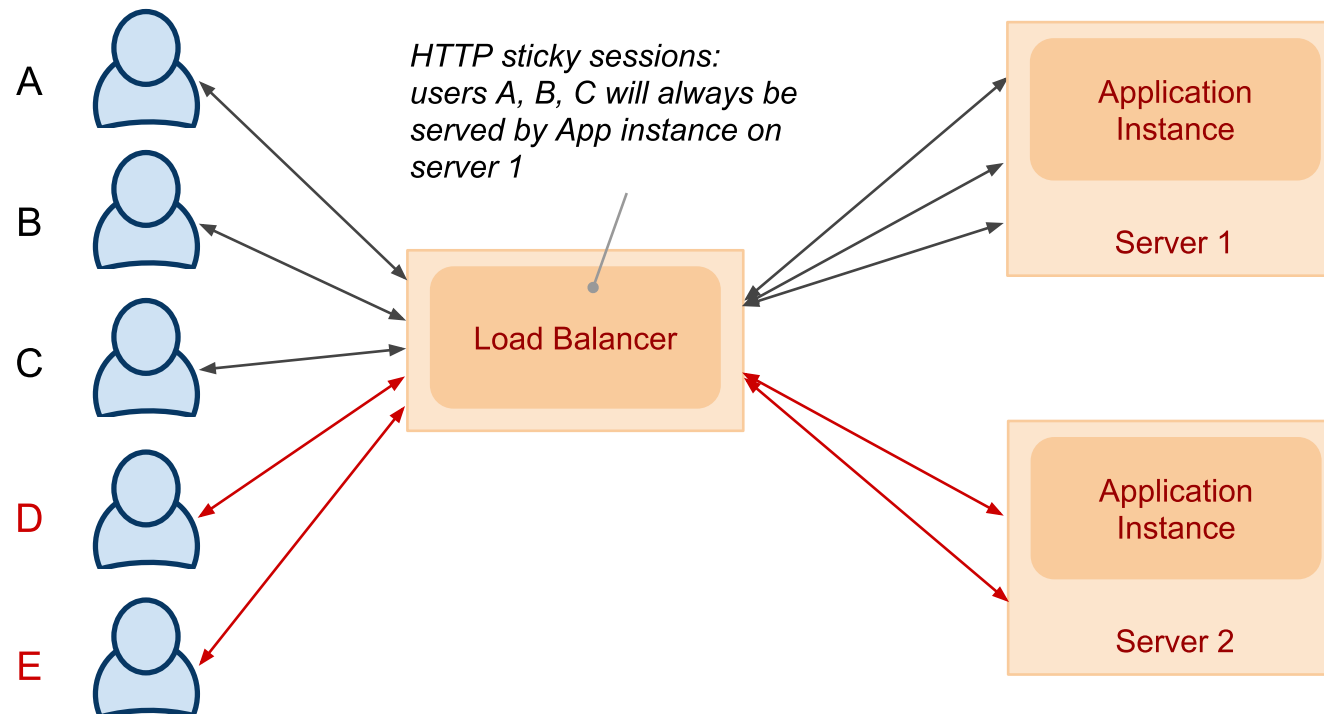 A
HTTP sticky sessions:
users A, B, C will always be
served by App instance on
server 1
Application
Instance
Server 1
B
Load Balancer
C
D
Application
Instance
Server 2
E